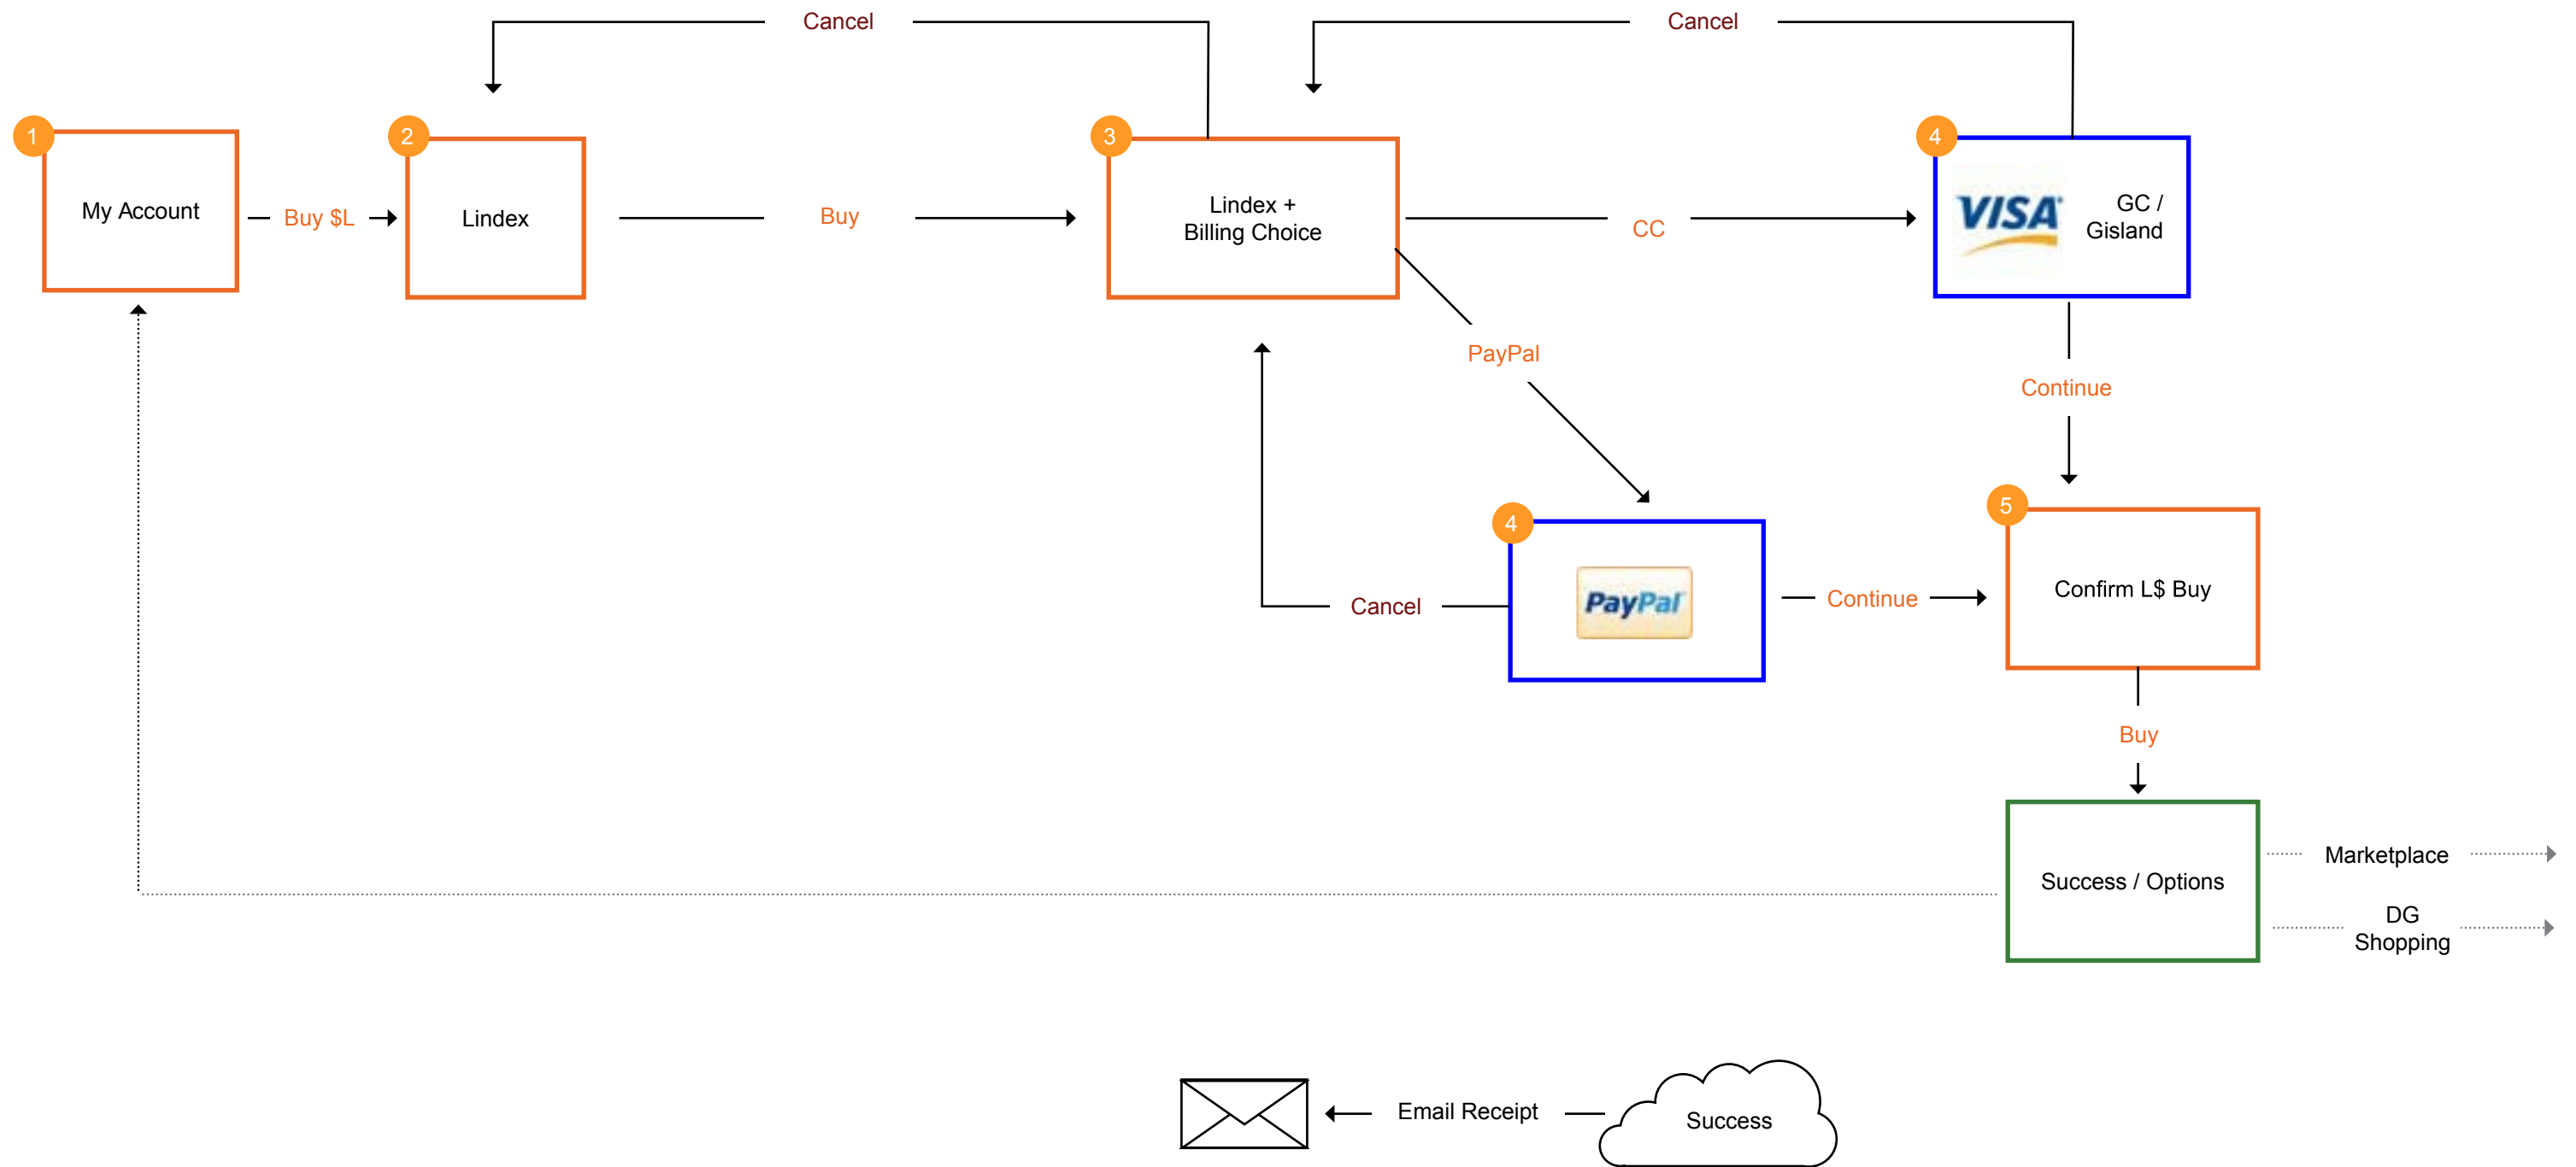 Cancel
Cancel
1
My Account
Buy $L
2
Lindex
Buy
3
Lindex +
Billing Choice
CC
4
VISA
GC /
Gisland
PayPal
Continue
4
PayPal
Cancel
Continue
5
Confirm L$ Buy
Buy
Success / Options
Marketplace
DG
Shopping
Email Receipt
Success